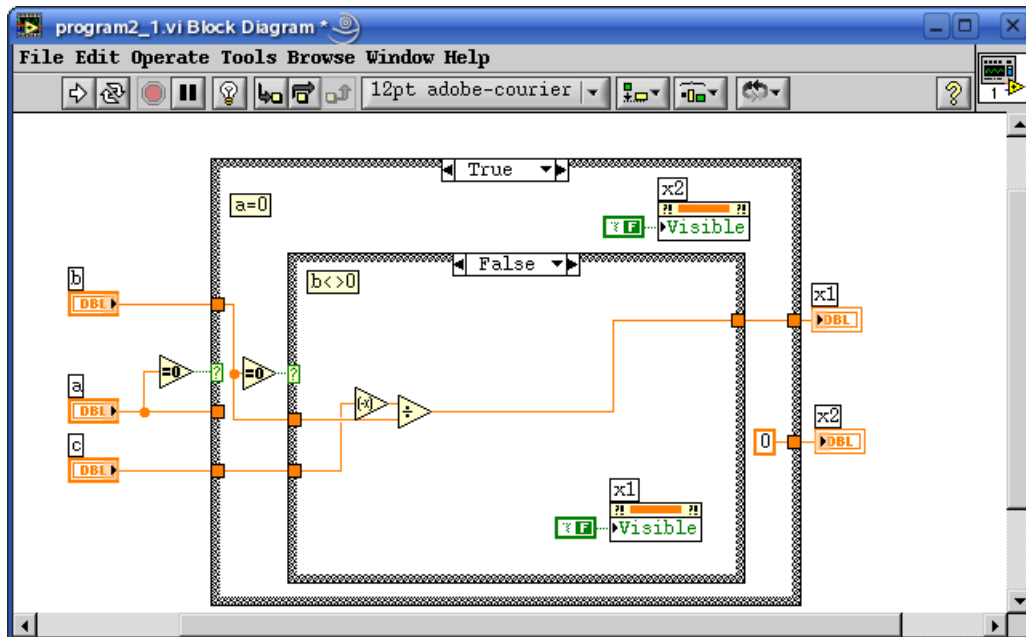 program2_1.vi Block Diagram *
File Edit Operate Tools Browse Window Help
12pt adobe-courier
?
1
True
a=0
x2
?! ?!
F Visible
False
b<>0
b
DBL
x1
DBL
=0 ? =0 ?
a
DBL
(-x) ÷
x2
0 DBL
c
DBL
x1
?! ?!
F Visible